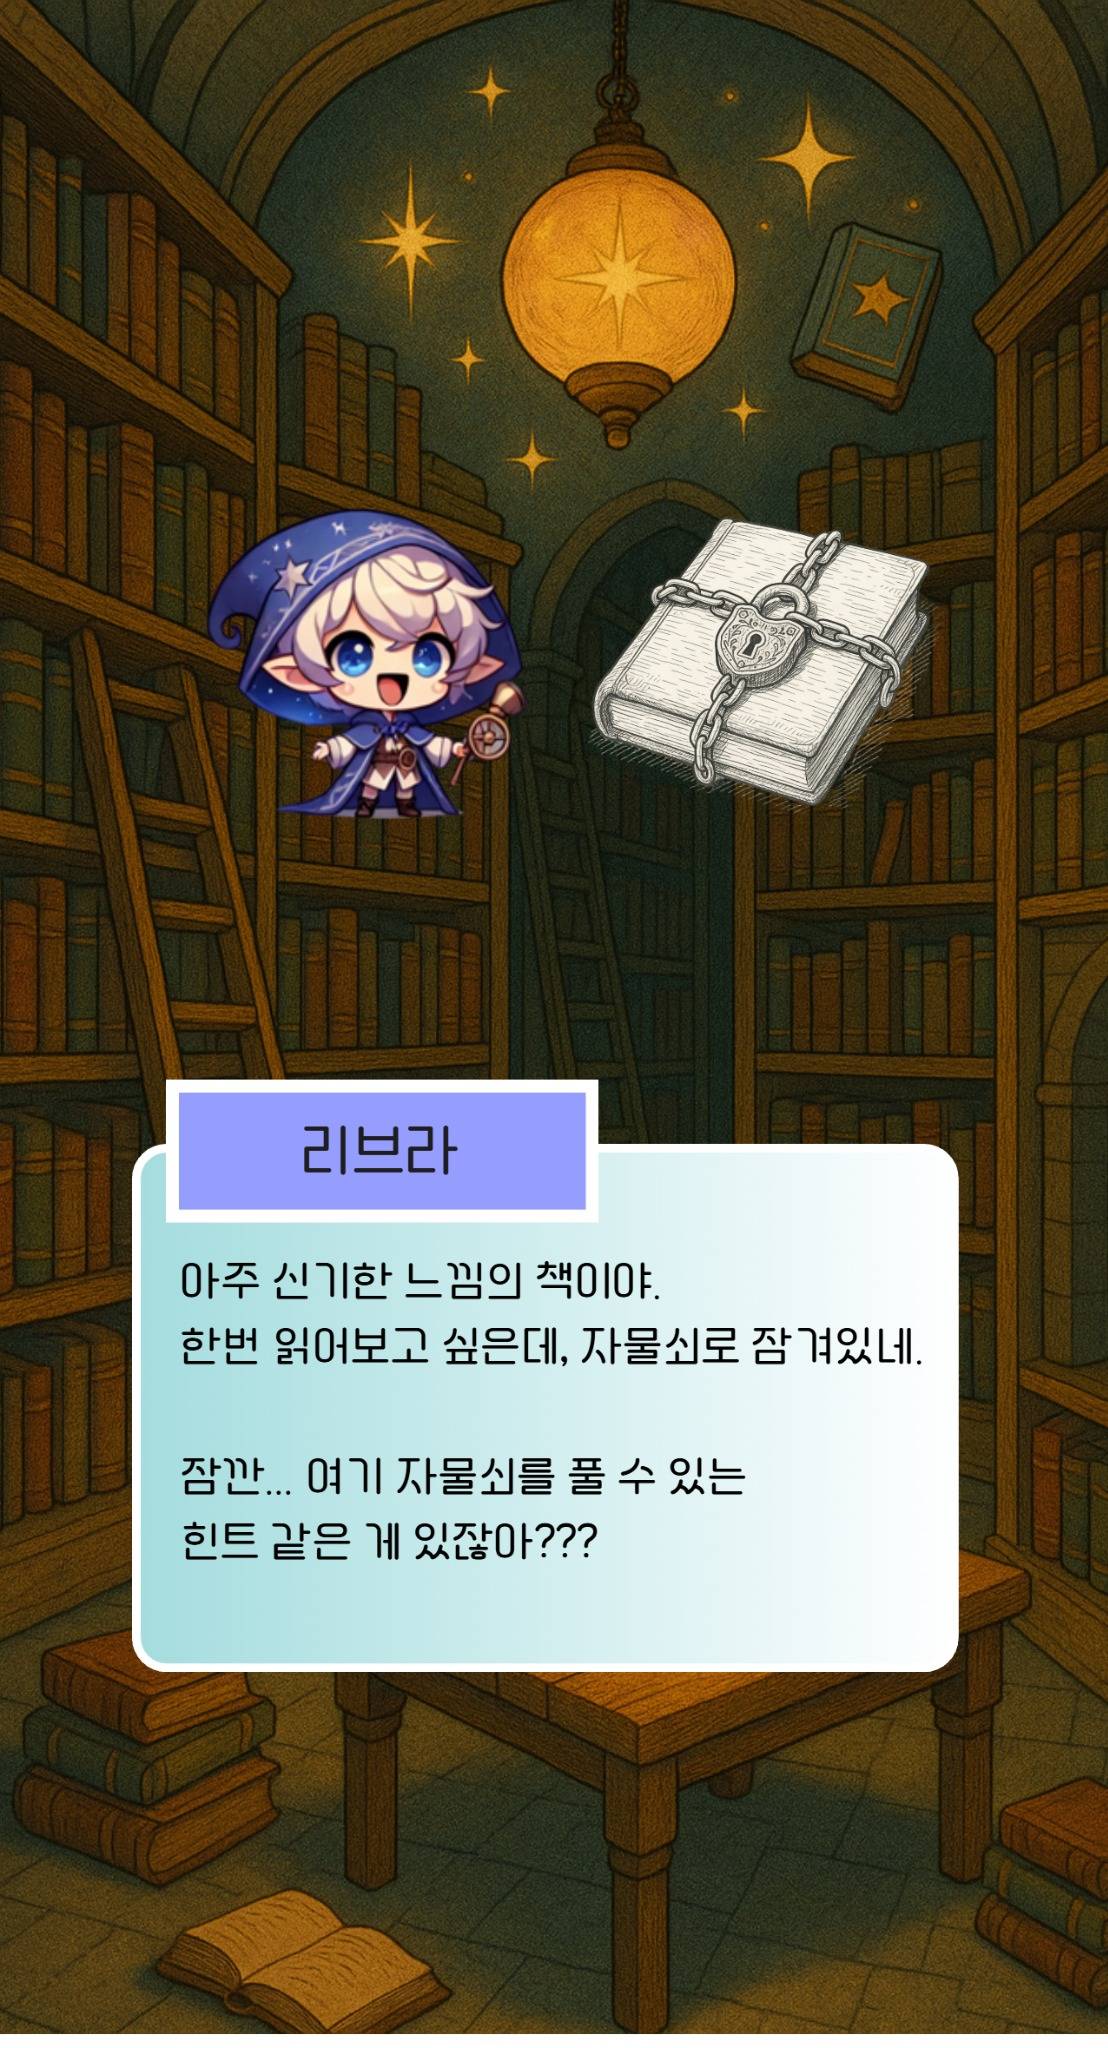 리브라
아주 신기한 느낌의 책이야.
한번 읽어보고 싶은데, 자물쇠로 잠겨있네.
잠깐... 여기 자물쇠를 풀 수 있는
힌트 같은 게 있잖아???